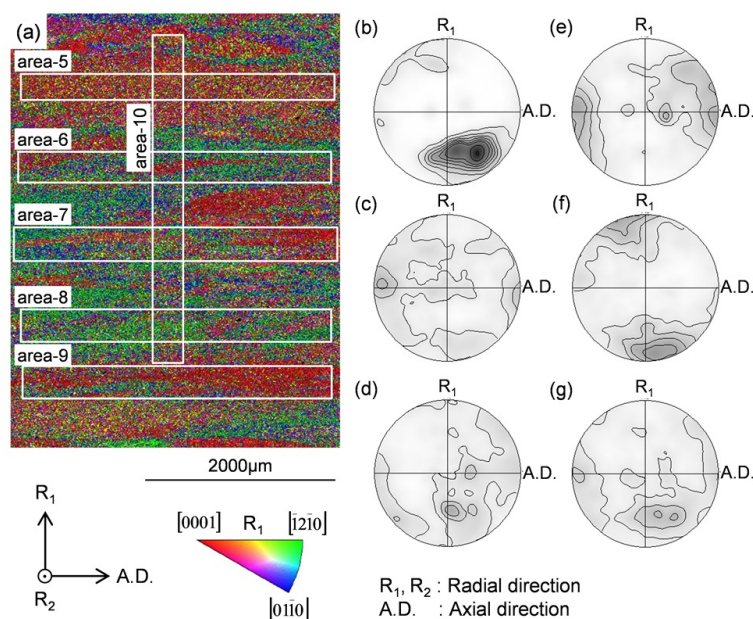 (a)
area-5
area-6
area-7
area-8
area-9
area-10
2000μm
R₁
A.D.
R₂
[0001]
R₁
[1̄21̄0]
[011̄0]
(b)
R₁
A.D.
(e)
R₁
A.D.
(c)
R₁
A.D.
(f)
R₁
A.D.
(d)
R₁
A.D.
(g)
R₁
A.D.
R₁, R₂ : Radial direction
A.D. : Axial direction